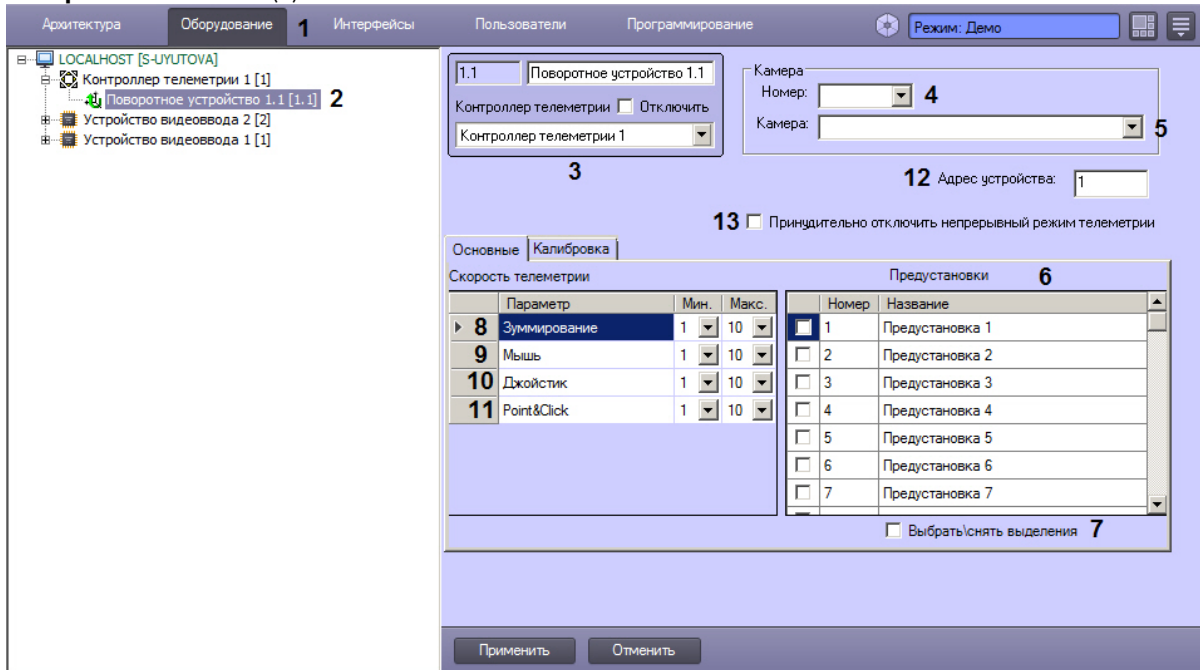 Архитектура Оборудование 1 Интерфейсы Пользователи Программирование Режим: Демо
LOCALHOST [S-UYUTOVA]
Контроллер телеметрии 1 [1]
Поворотное устройство 1.1 [1.1] 2
Устройство видеоввода 2 [2]
Устройство видеоввода 1 [1]
1.1 Поворотное устройство 1.1
Контроллер телеметрии Отключить
Контроллер телеметрии 1
3
Камера
Номер: 4
Камера: 5
12 Адрес устройства: 1
13 Принудительно отключить непрерывный режим телеметрии
Основные Калибровка
Скорость телеметрии
Параметр Мин. Макс.
8 Зуммирование 1 10
9 Мышь 1 10
10 Джойстик 1 10
11 Point&Click 1 10
Предустановки 6
Номер Название
1 Предустановка 1
2 Предустановка 2
3 Предустановка 3
4 Предустановка 4
5 Предустановка 5
6 Предустановка 6
7 Предустановка 7
Выбрать\снять выделения 7
Применить Отменить